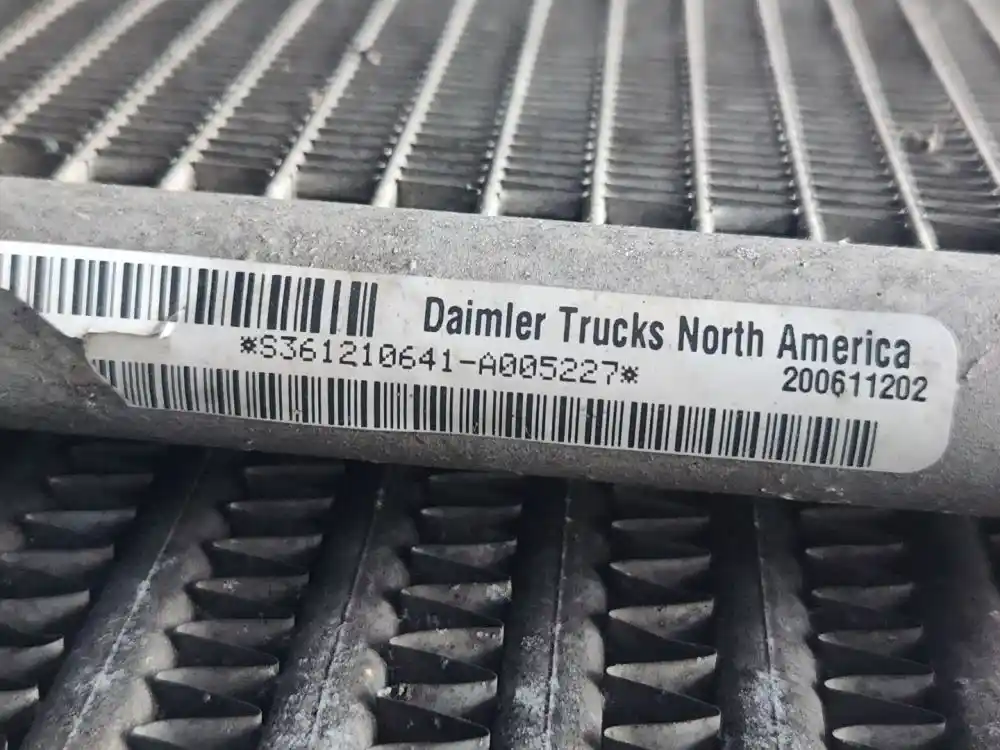 Daimler Trucks North America
*S361210641-A005227*
200611202